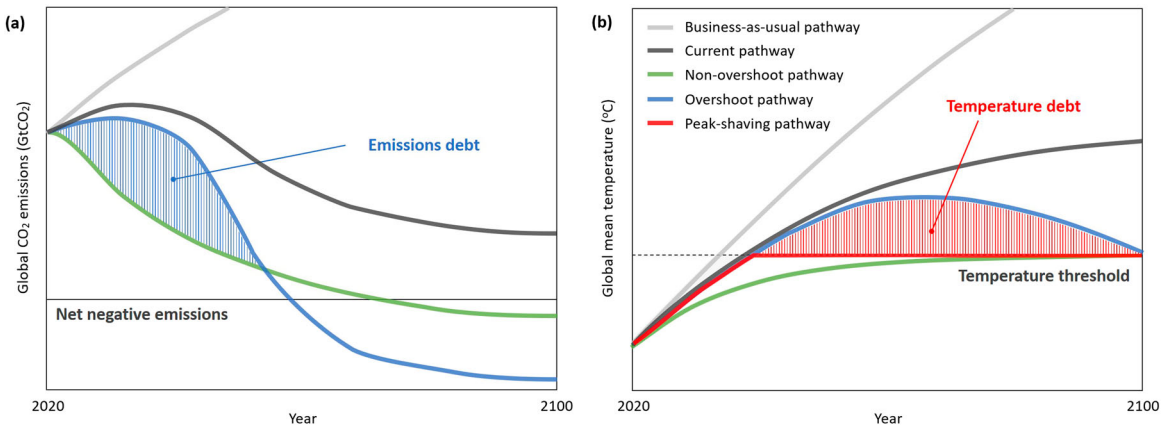 (a)
Global CO₂ emissions (GtCO₂)
Emissions debt
Net negative emissions
2020
Year
2100
(b)
Global mean temperature (°C)
Business-as-usual pathway
Current pathway
Non-overshoot pathway
Overshoot pathway
Peak-shaving pathway
Temperature debt
Temperature threshold
2020
Year
2100